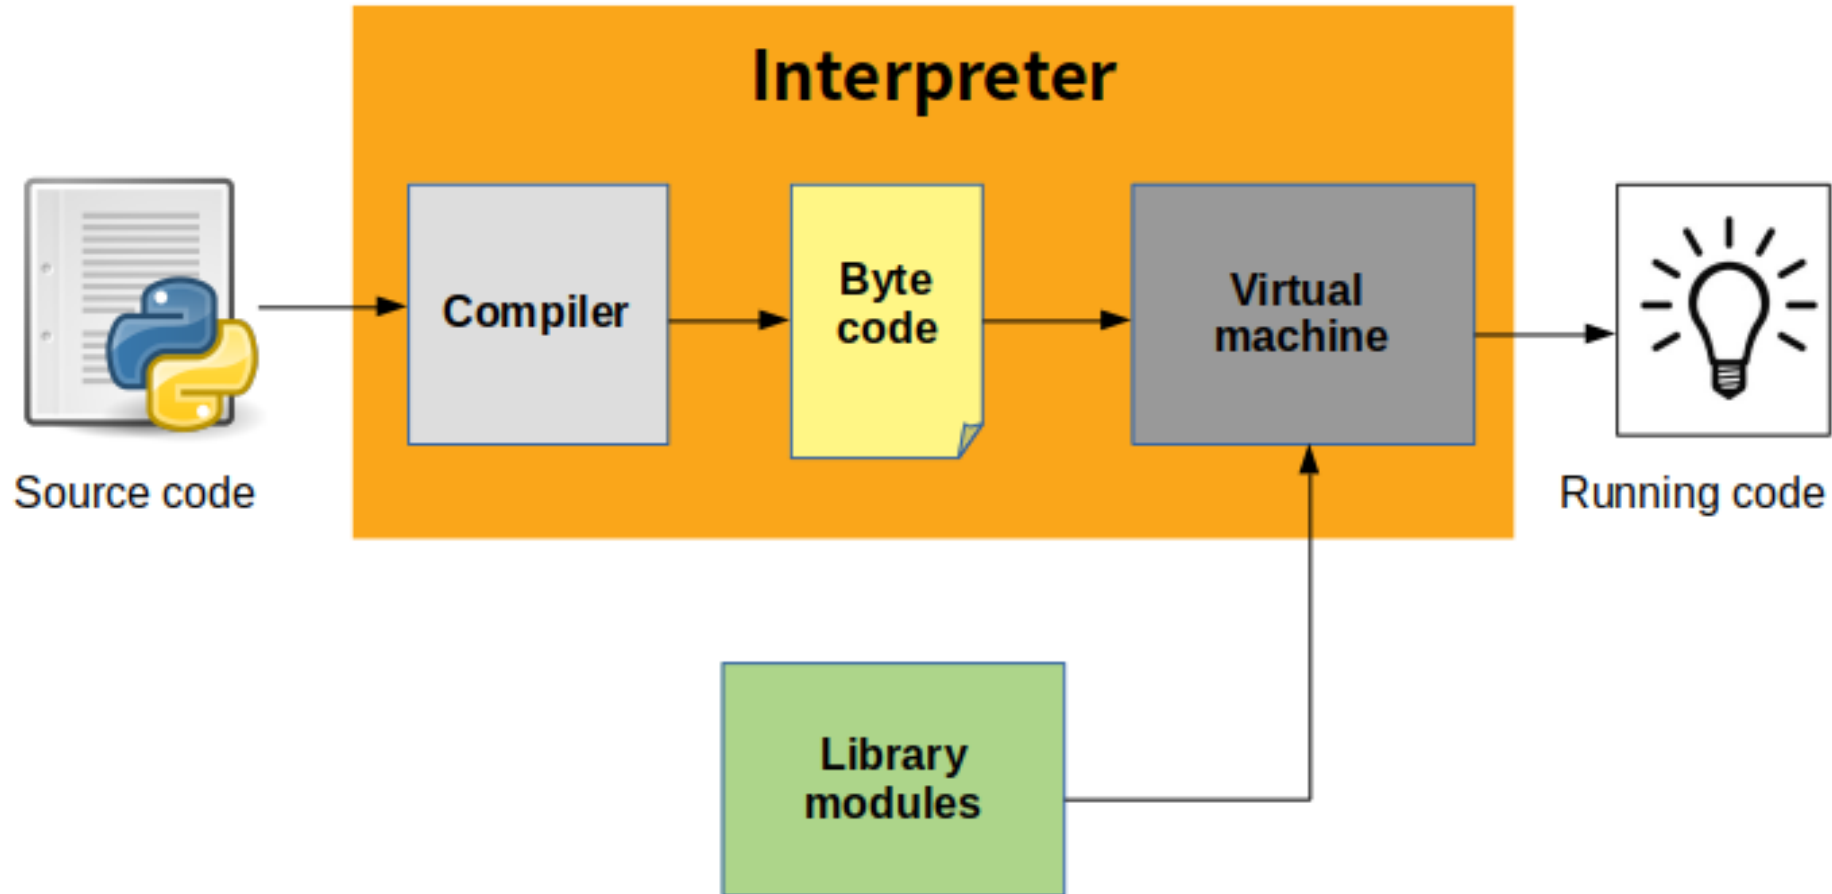 Interpreter
Source code
Compiler
Byte
code
Virtual
machine
Running code
Library
modules